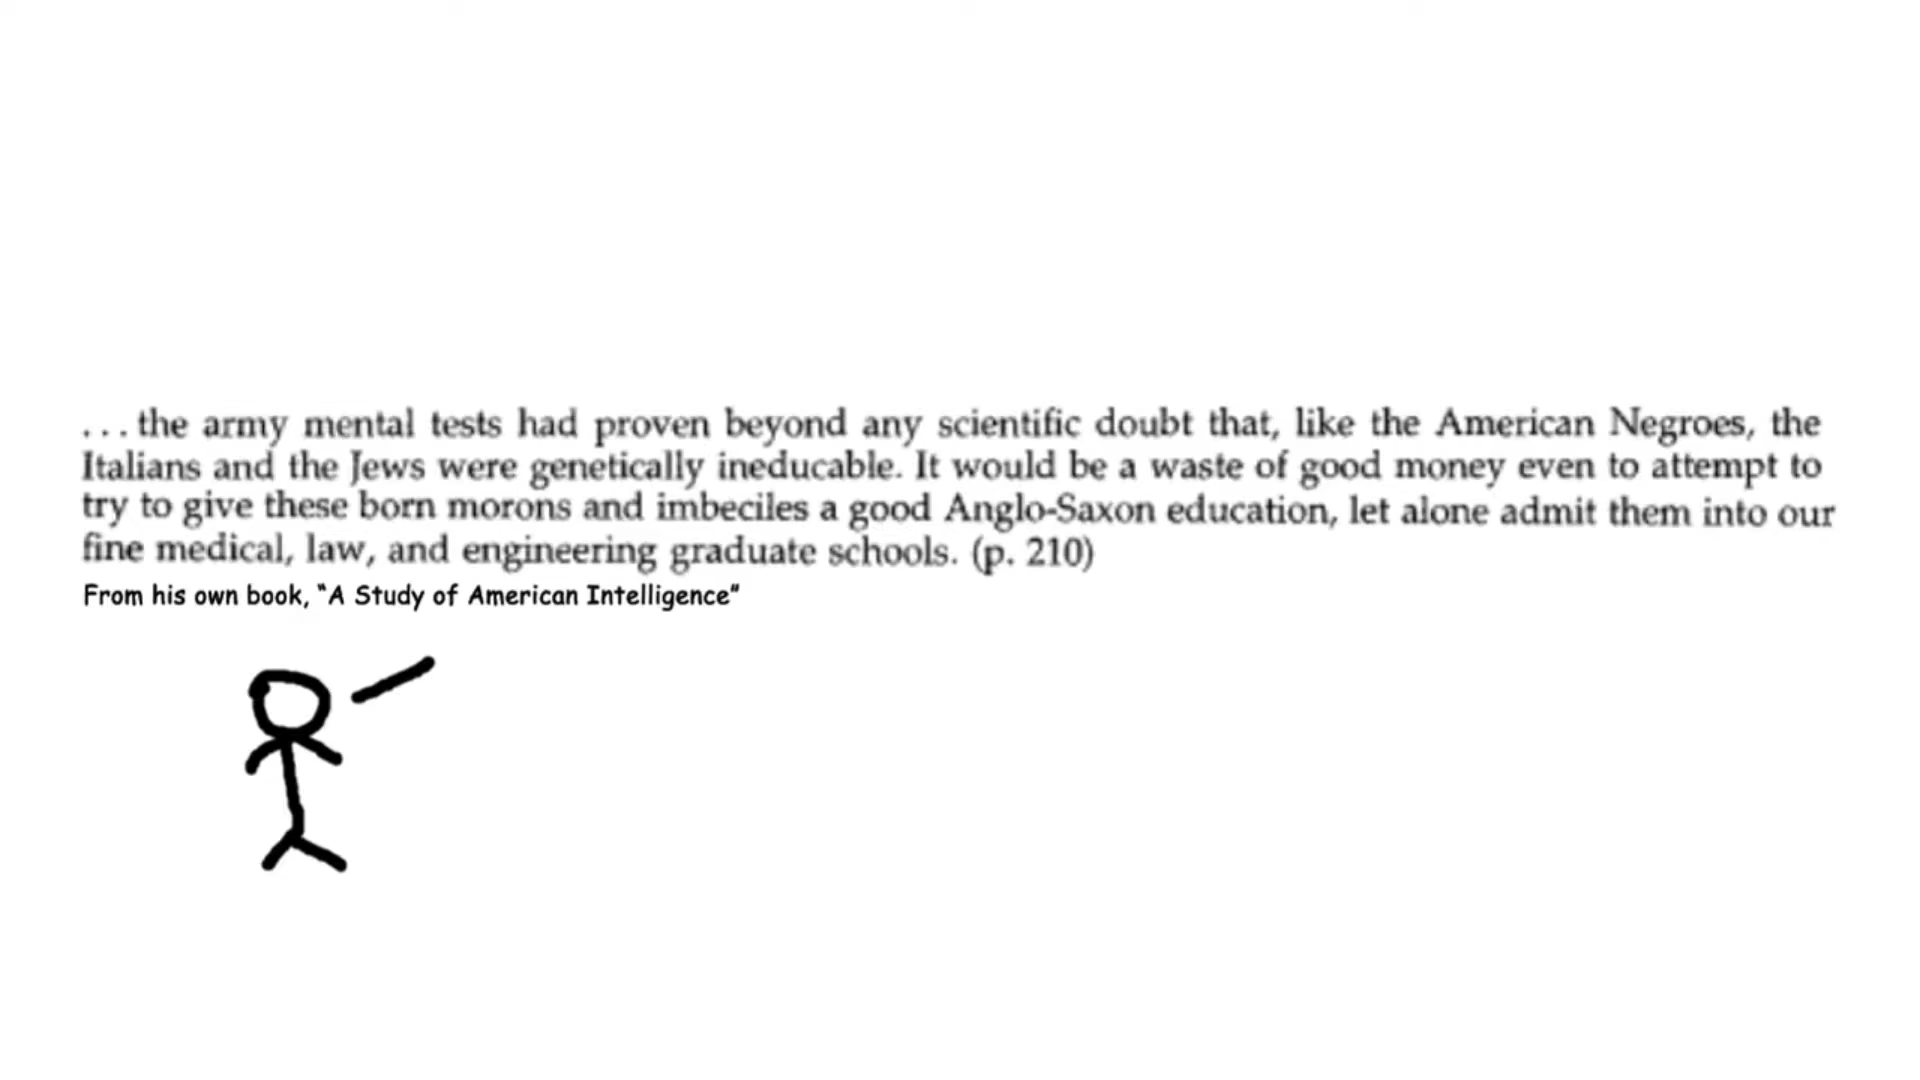 ...the army mental tests had proven beyond any scientific doubt that, like the American Negroes, the
Italians and the Jews were genetically ineducable. It would be a waste of good money even to attempt to
try to give these born morons and imbeciles a good Anglo-Saxon education, let alone admit them into our
fine medical, law, and engineering graduate schools. (p. 210)
From his own book, “A Study of American Intelligence”